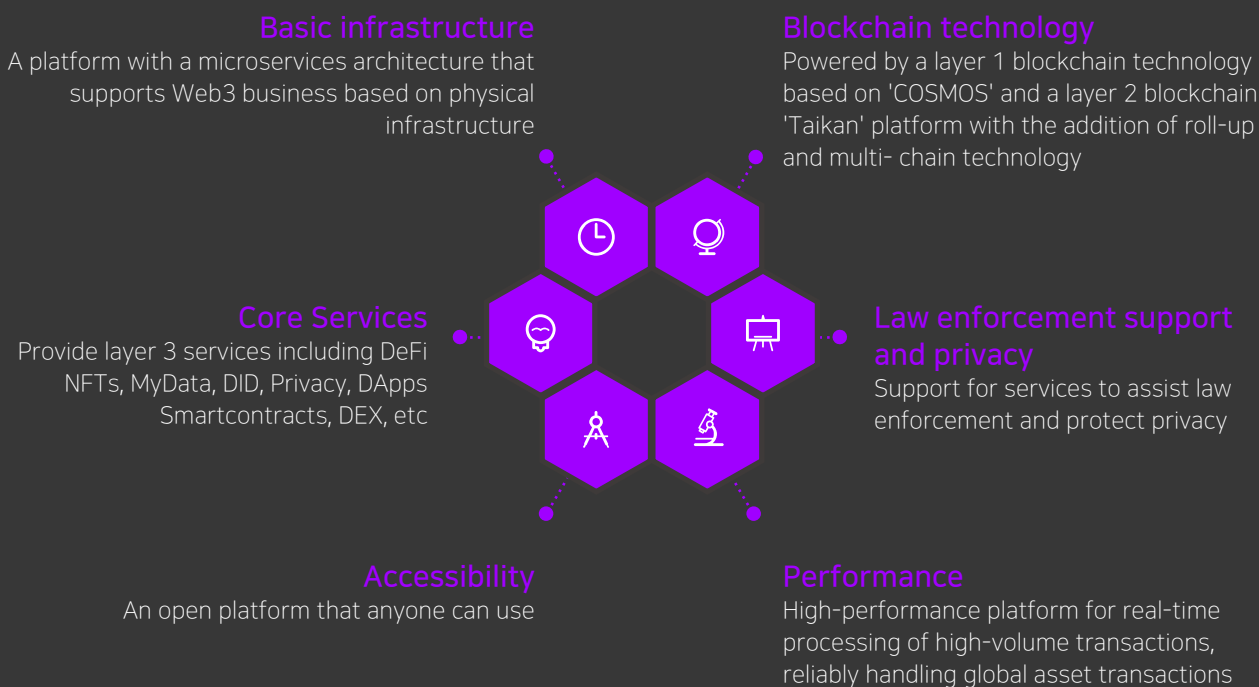 Basic infrastructure
A platform with a microservices architecture that
supports Web3 business based on physical
infrastructure
Blockchain technology
Powered by a layer 1 blockchain technology
based on 'COSMOS' and a layer 2 blockchain
'Taikan' platform with the addition of roll-up
and multi- chain technology
Core Services
Provide layer 3 services including DeFi
NFTs, MyData, DID, Privacy, DApps
Smartcontracts, DEX, etc
Law enforcement support
and privacy
Support for services to assist law
enforcement and protect privacy
Accessibility
An open platform that anyone can use
Performance
High-performance platform for real-time
processing of high-volume transactions,
reliably handling global asset transactions